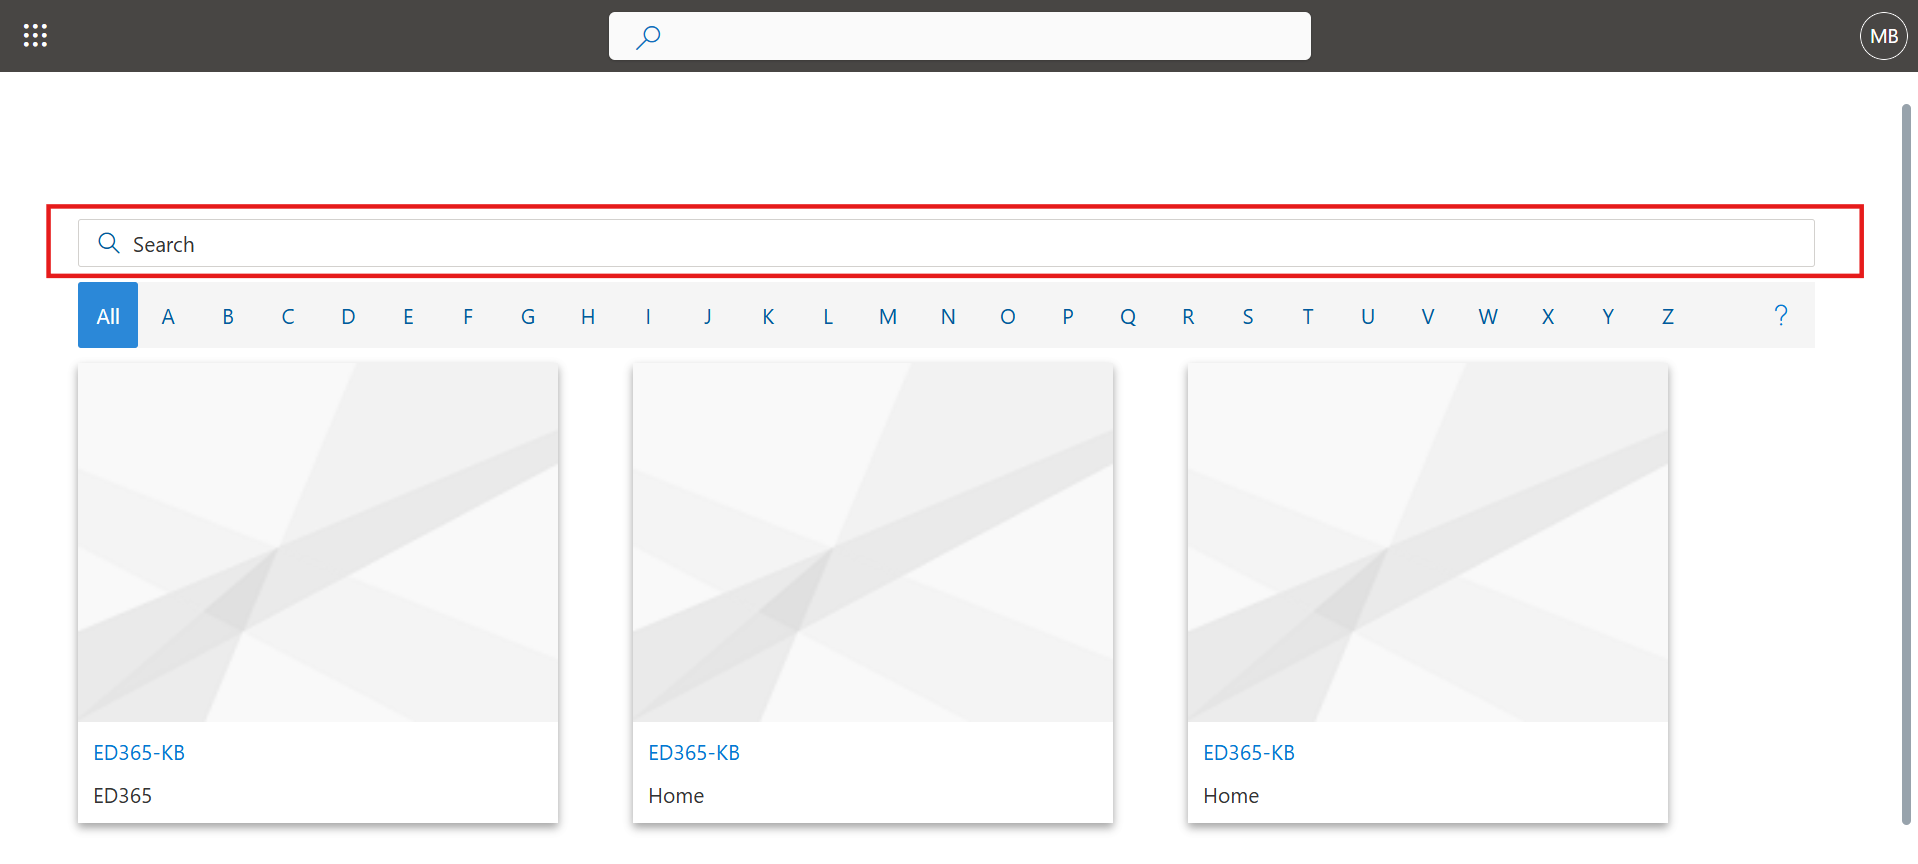 MB
Search
All A B C D E F G H I J K L M N O P Q R S T U V W X Y Z ?
ED365-KB ED365-KB ED365-KB
ED365 Home Home